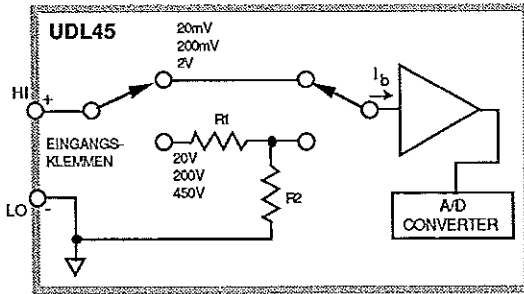 UDL45
20mV
200mV
2V
HI
+
I_b
EINGANGS-
KLEMMEN
R1
20V
200V
450V
R2
LO
-
A/D
CONVERTER